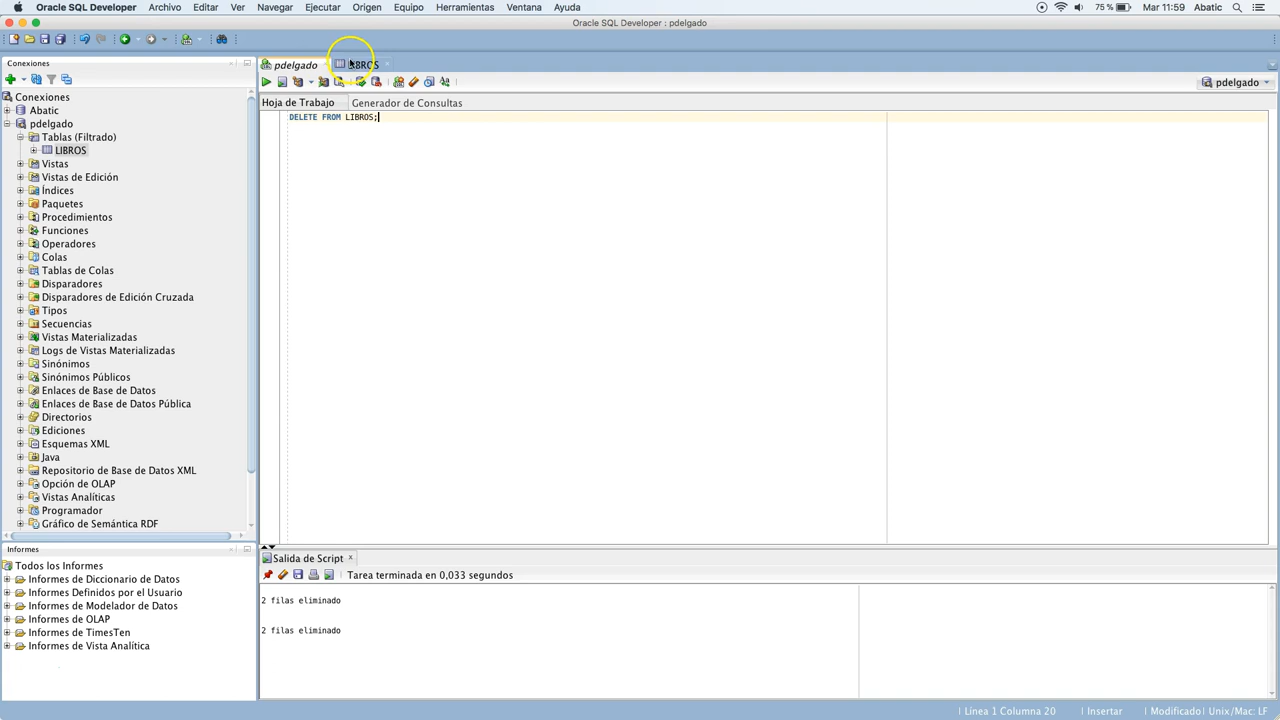 Oracle SQL Developer Archivo Editar Ver Navegar Ejecutar Origen Equipo Herramientas Ventana Ayuda 75 % Mar 11:59 Abatic
Oracle SQL Developer : pdelgado
Conexiones
Conexiones
Abatic
pdelgado
Tablas (Filtrado)
LIBROS
Vistas
Vistas de Edición
Índices
Paquetes
Procedimientos
Funciones
Operadores
Colas
Tablas de Colas
Disparadores
Disparadores de Edición Cruzada
Tipos
Secuencias
Vistas Materializadas
Logs de Vistas Materializadas
Sinónimos
Sinónimos Públicos
Enlaces de Base de Datos
Enlaces de Base de Datos Pública
Directorios
Ediciones
Esquemas XML
Java
Repositorio de Base de Datos XML
Opción de OLAP
Vistas Analíticas
Programador
Gráfico de Semántica RDF
Informes
Todos los Informes
Informes de Diccionario de Datos
Informes Definidos por el Usuario
Informes de Modelador de Datos
Informes de OLAP
Informes de TimesTen
Informes de Vista Analítica
pdelgado LIBROS
pdelgado
Hoja de Trabajo Generador de Consultas
DELETE FROM LIBROS;
Salida de Script
Tarea terminada en 0,033 segundos
2 filas eliminado
2 filas eliminado
Línea 1 Columna 20 Insertar Modificado Unix/Mac: LF